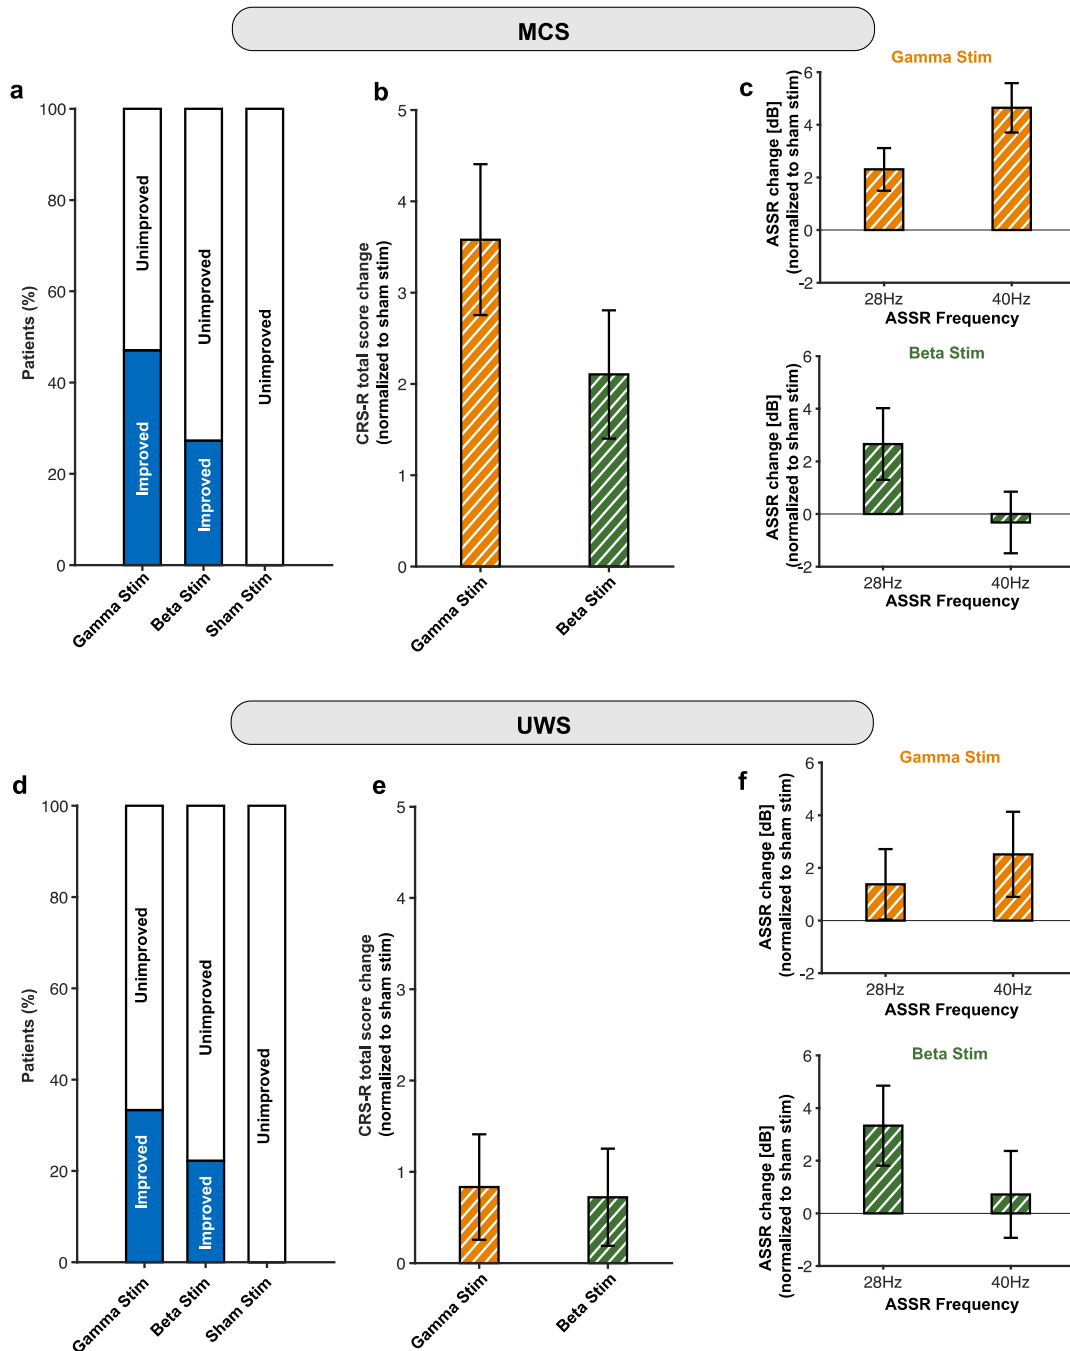 MCS
a
100
80
60
40
20
0
Patients (%)
Unimproved
Improved
Unimproved
Improved
Unimproved
Gamma Stim
Beta Stim
Sham Stim
b
5
4
3
2
1
0
CRS-R total score change
(normalized to sham stim)
Gamma Stim
Beta Stim
c
Gamma Stim
6
4
2
0
-2
ASSR change [dB]
(normalized to sham stim)
28Hz
40Hz
ASSR Frequency
Beta Stim
6
4
2
0
-2
ASSR change [dB]
(normalized to sham stim)
28Hz
40Hz
ASSR Frequency
UWS
d
100
80
60
40
20
0
Patients (%)
Unimproved
Improved
Unimproved
Improved
Unimproved
Gamma Stim
Beta Stim
Sham Stim
e
5
4
3
2
1
0
CRS-R total score change
(normalized to sham stim)
Gamma Stim
Beta Stim
f
Gamma Stim
6
4
2
0
-2
ASSR change [dB]
(normalized to sham stim)
28Hz
40Hz
ASSR Frequency
Beta Stim
6
4
2
0
-2
ASSR change [dB]
(normalized to sham stim)
28Hz
40Hz
ASSR Frequency